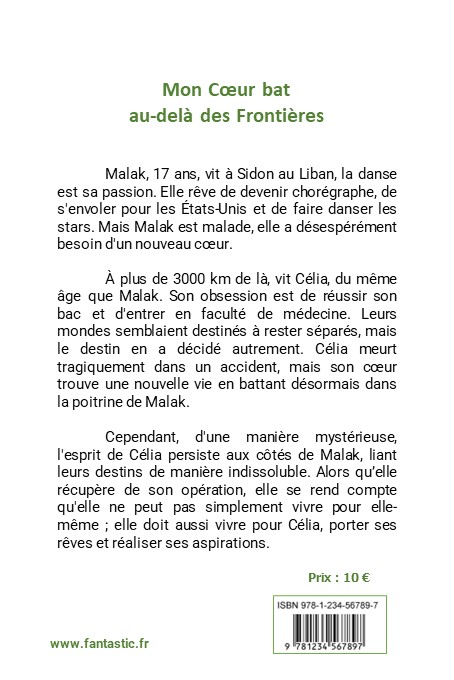 Mon Cœur bat
au-delà des Frontières
Malak, 17 ans, vit à Sidon au Liban, la danse
est sa passion. Elle rêve de devenir chorégraphe, de
s'envoler pour les États-Unis et de faire danser les
stars. Mais Malak est malade, elle a désespérément
besoin d'un nouveau cœur.
À plus de 3000 km de là, vit Célia, du même
âge que Malak. Son obsession est de réussir son
bac et d'entrer en faculté de médecine. Leurs
mondes semblaient destinés à rester séparés, mais
le destin en a décidé autrement. Célia meurt
tragiquement dans un accident, mais son cœur
trouve une nouvelle vie en battant désormais dans
la poitrine de Malak.
Cependant, d'une manière mystérieuse,
l'esprit de Célia persiste aux côtés de Malak, liant
leurs destins de manière indissoluble. Alors qu’elle
récupère de son opération, elle se rend compte
qu'elle ne peut pas simplement vivre pour elle-
même ; elle doit aussi vivre pour Célia, porter ses
rêves et réaliser ses aspirations.
Prix : 10 €
ISBN 978-1-234-56789-7
9 781234 567897
www.fantastic.fr